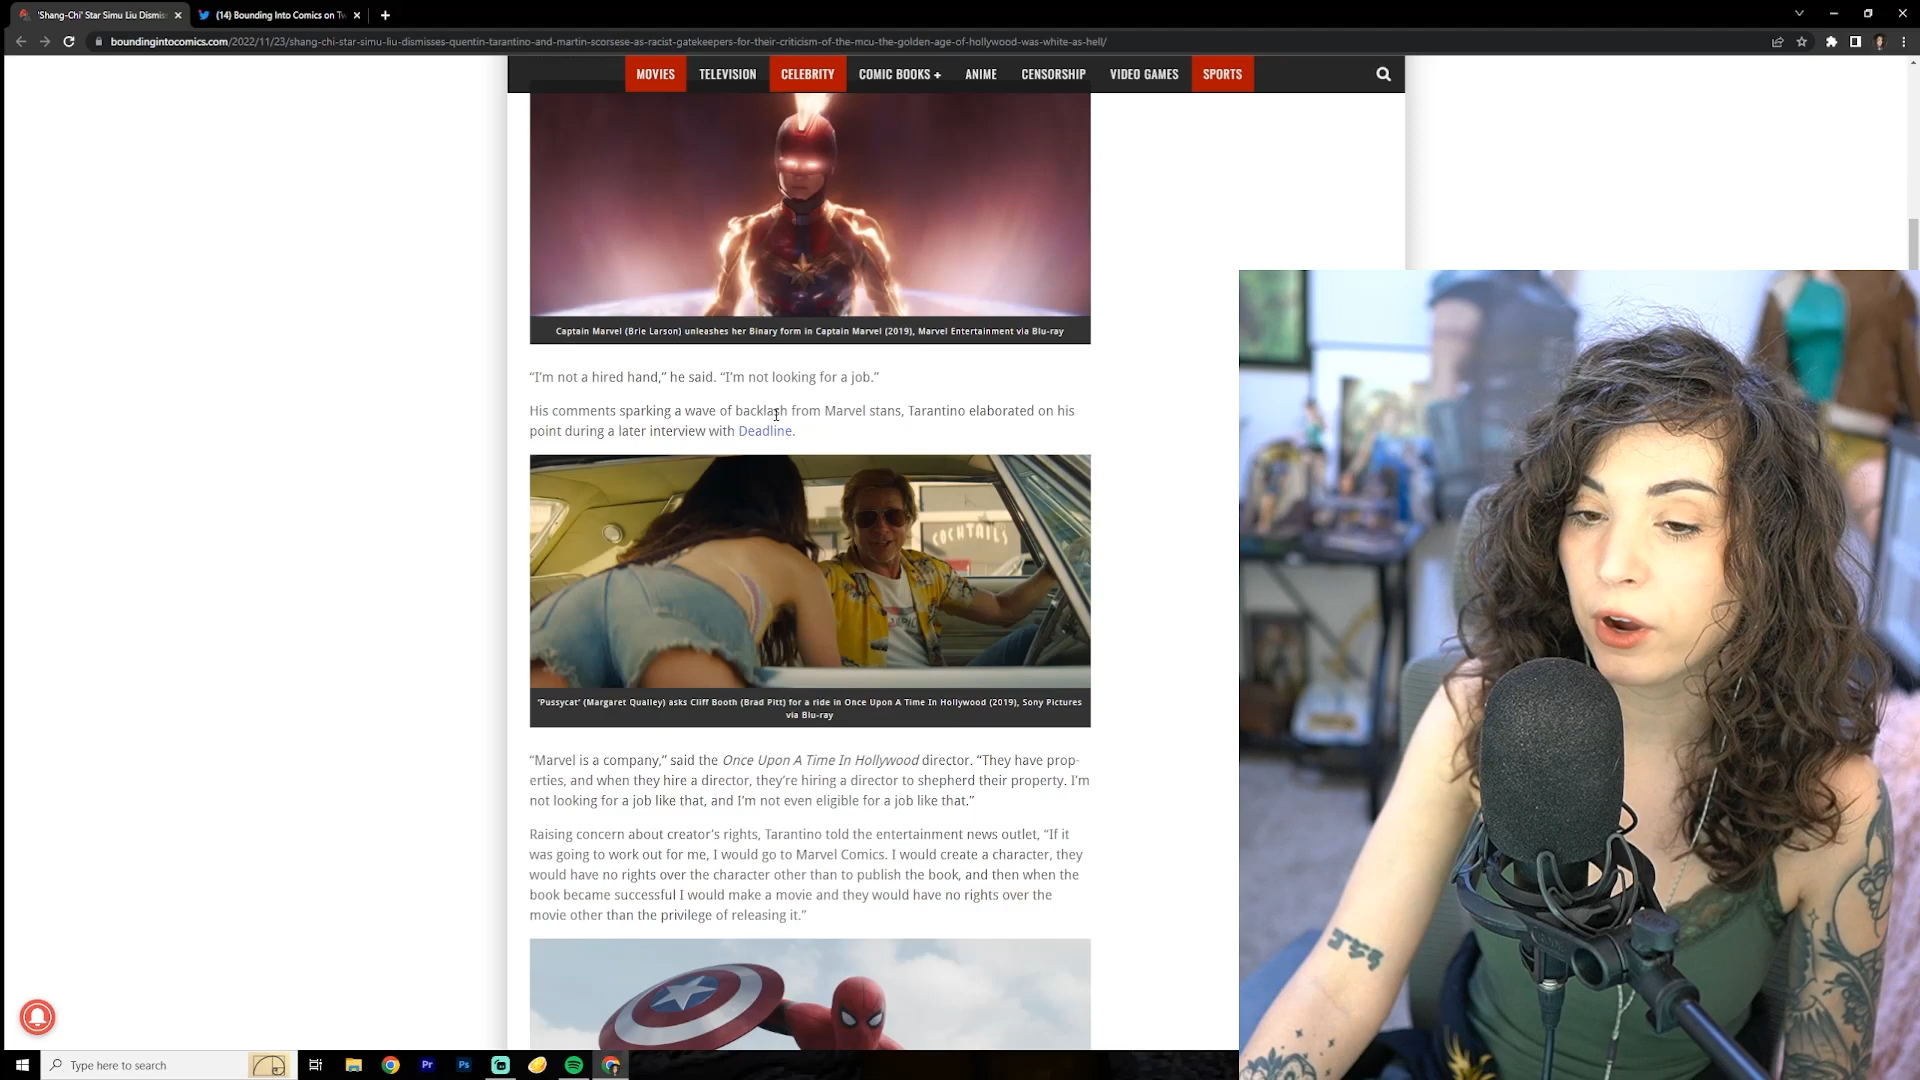 'Shang-Chi' Star Simu Liu Dismis
(14) Bounding Into Comics on Tw
boundingintocomics.com/2022/11/23/shang-chi-star-simu-liu-dismisses-quentin-tarantino-and-martin-scorsese-as-racist-gatekeepers-for-their-criticism-of-the-mcu-the-golden-age-of-hollywood-was-white-as-hell/
MOVIES TELEVISION CELEBRITY COMIC BOOKS + ANIME CENSORSHIP VIDEO GAMES SPORTS
Captain Marvel (Brie Larson) unleashes her Binary form in Captain Marvel (2019), Marvel Entertainment via Blu-ray
“I’m not a hired hand,” he said. “I’m not looking for a job.”
His comments sparking a wave of backlash from Marvel stans, Tarantino elaborated on his
point during a later interview with Deadline.
COCKTAILS
'Pussycat' (Margaret Qualley) asks Cliff Booth (Brad Pitt) for a ride in Once Upon A Time In Hollywood (2019), Sony Pictures
via Blu-ray
“Marvel is a company,” said the Once Upon A Time In Hollywood director. “They have prop-
erties, and when they hire a director, they’re hiring a director to shepherd their property. I’m
not looking for a job like that, and I’m not even eligible for a job like that.”
Raising concern about creator’s rights, Tarantino told the entertainment news outlet, “If it
was going to work out for me, I would go to Marvel Comics. I would create a character, they
would have no rights over the character other than to publish the book, and then when the
book became successful I would make a movie and they would have no rights over the
movie other than the privilege of releasing it.”
Type here to search
Pr
Ps